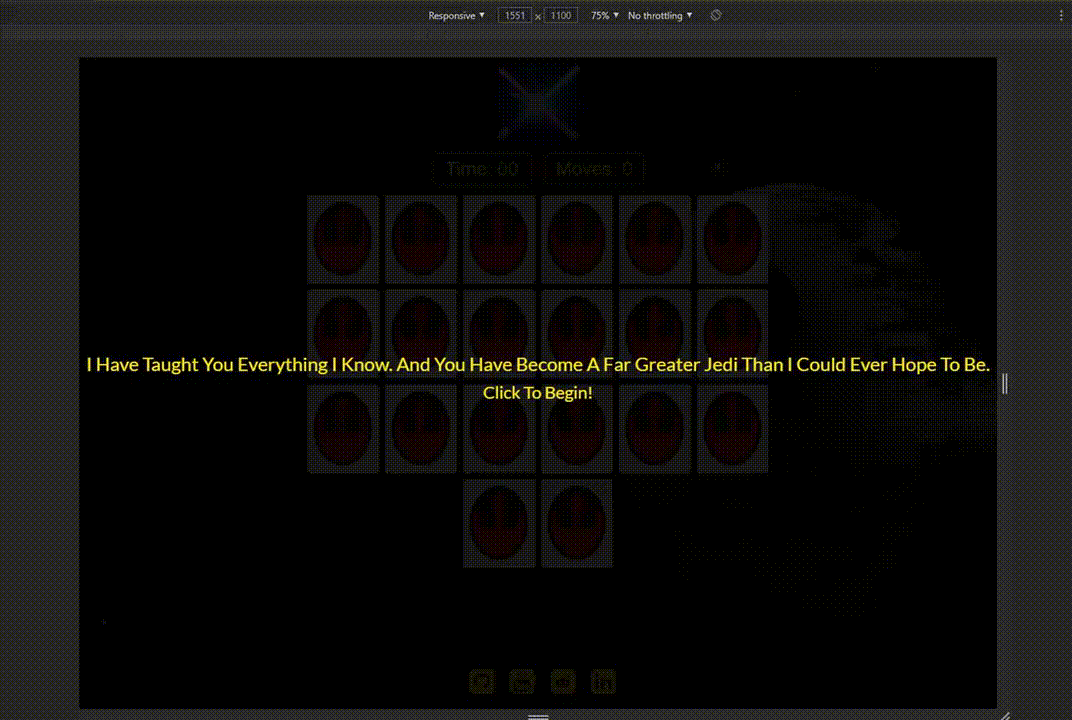 Responsive 1551 x 1100 75% No throttling
Time: 00 Moves: 0
I Have Taught You Everything I Know. And You Have Become A Far Greater Jedi Than I Could Ever Hope To Be.
Click To Begin!
in